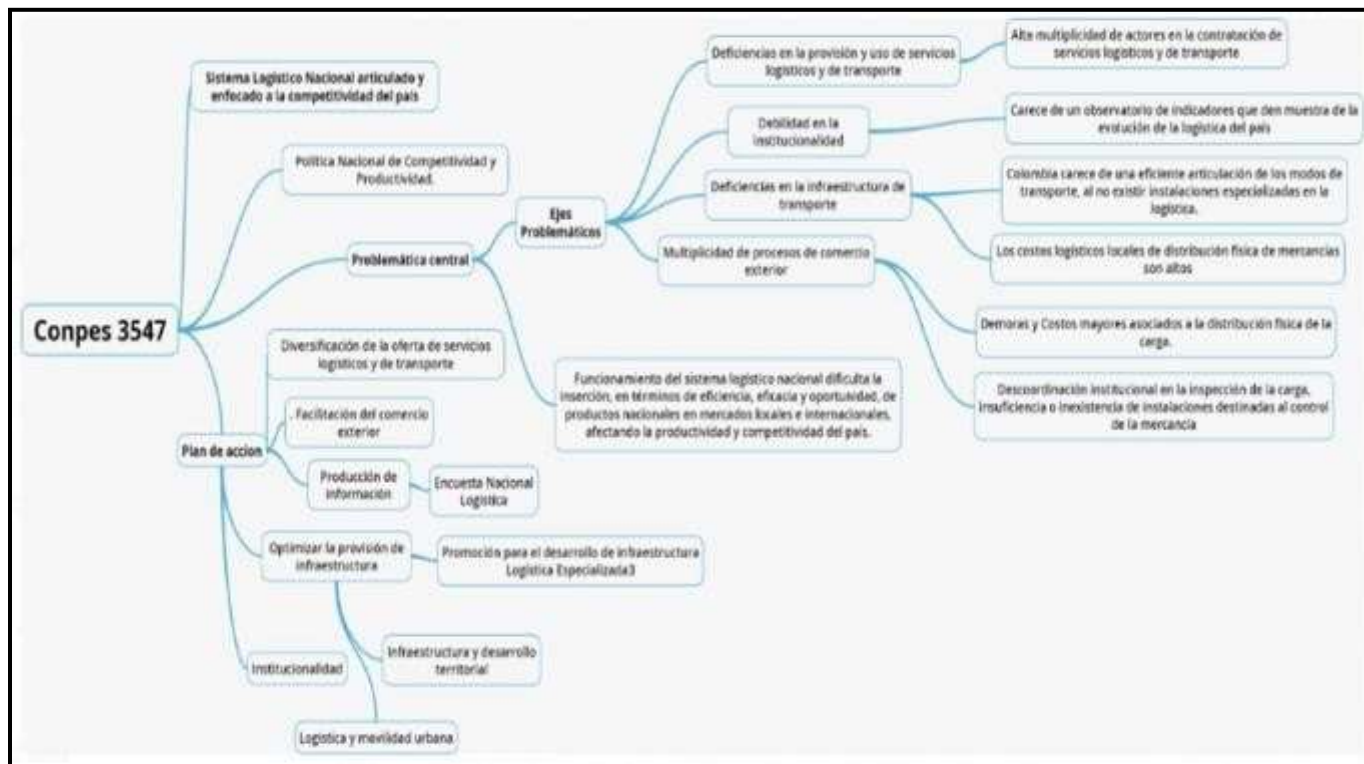 Conpes 3547
Sistema Logístico Nacional articulado y
enfocado a la competitividad del país
Política Nacional de Competitividad y
Productividad.
Problemática central
Ejes
Problemáticos
Deficiencias en la provisión y uso de servicios
logísticos y de transporte
Alta multiplicidad de actores en la contratación de
servicios logísticos y de transporte
Debilidad en la
institucionalidad
Carece de un observatorio de indicadores que den muestra de la
evolución de la logística del país
Deficiencias en la infraestructura de
transporte
Colombia carece de una eficiente articulación de los modos de
transporte, al no existir instalaciones especializadas en la
logística.
Los costos logísticos locales de distribución física de mercancías
son altos
Multiplicidad de procesos de comercio
exterior
Demoras y Costos mayores asociados a la distribución física de la
carga.
Descoordinación institucional en la inspección de la carga,
insuficiencia o inexistencia de instalaciones destinadas al control
de la mercancía
Funcionamiento del sistema logístico nacional dificulta la
inserción, en términos de eficiencia, eficacia y oportunidad, de
productos nacionales en mercados locales e internacionales,
afectando la productividad y competitividad del país.
Plan de accion
Diversificación de la oferta de servicios
logísticos y de transporte
. Facilitación del comercio
exterior
Producción de
información
Encuesta Nacional
Logística
Optimizar la provisión de
infraestructura
Promoción para el desarrollo de infraestructura
Logística Especializada3
Infraestructura y desarrollo
territorial
Logística y movilidad urbana
Institucionalidad